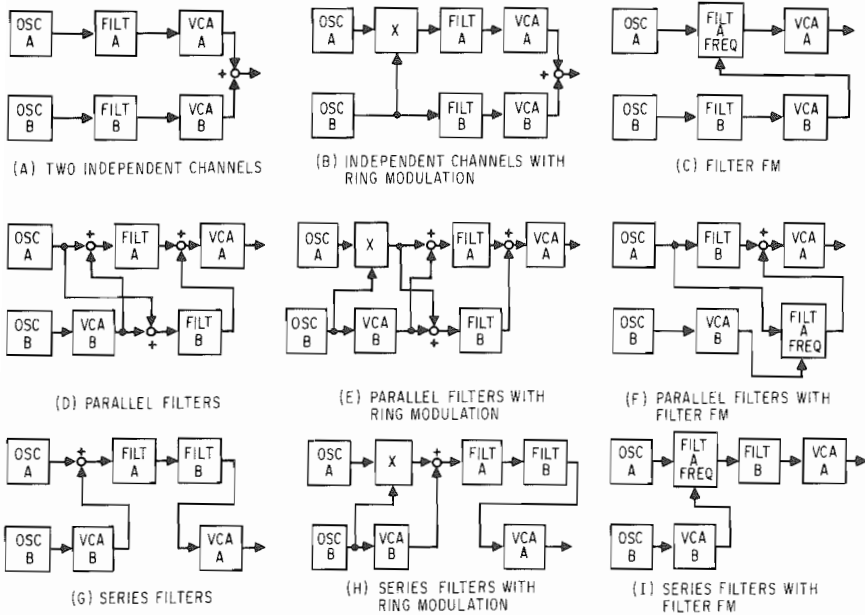 OSC
A
FILT
A
VCA
A
+
OSC
B
FILT
B
VCA
B
(A) TWO INDEPENDENT CHANNELS
OSC
A
X
FILT
A
VCA
A
+
OSC
B
FILT
B
VCA
B
(B) INDEPENDENT CHANNELS WITH
RING MODULATION
OSC
A
FILT
A
FREQ
VCA
A
OSC
B
FILT
B
VCA
B
(C) FILTER FM
OSC
A
+
FILT
A
+
VCA
A
OSC
B
VCA
B
+
FILT
B
(D) PARALLEL FILTERS
OSC
A
X
+
FILT
A
+
VCA
A
OSC
B
VCA
B
+
FILT
B
(E) PARALLEL FILTERS WITH
RING MODULATION
OSC
A
FILT
B
+
VCA
A
OSC
B
VCA
B
FILT
A
FREQ
(F) PARALLEL FILTERS WITH
FILTER FM
OSC
A
+
FILT
A
FILT
B
OSC
B
VCA
B
VCA
A
(G) SERIES FILTERS
OSC
A
X
+
FILT
A
FILT
B
OSC
B
VCA
B
VCA
A
(H) SERIES FILTERS WITH
RING MODULATION
OSC
A
FILT
A
FREQ
FILT
B
VCA
A
OSC
B
VCA
B
(I) SERIES FILTERS WITH
FILTER FM